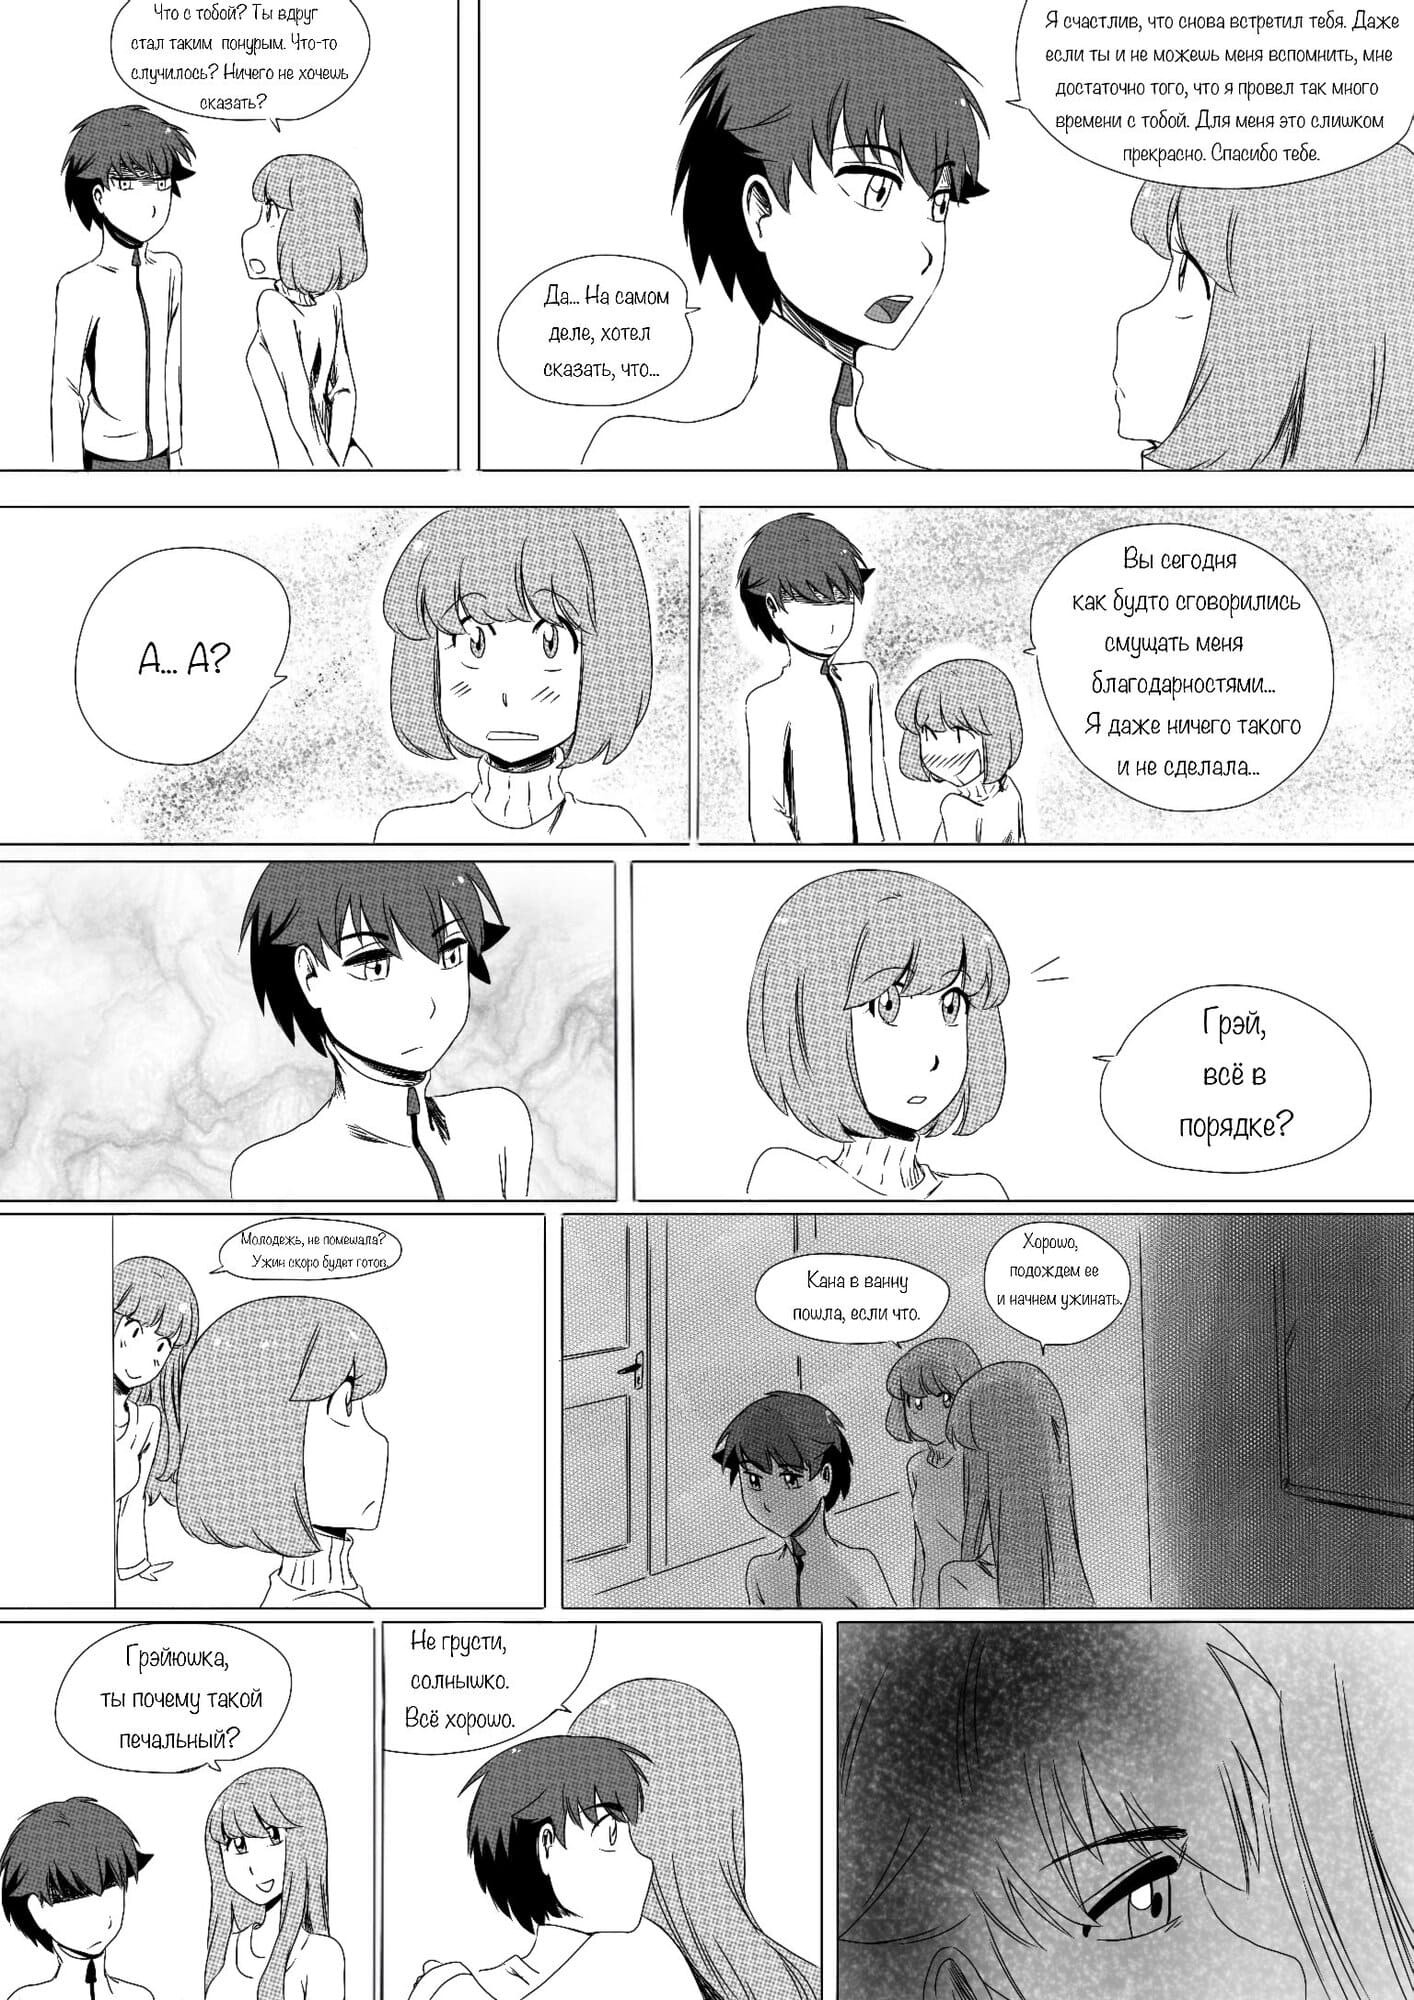 Что с тобой? Ты вдруг
стал таким понурым. Что-то
случилось? Ничего не хочешь
сказать?
Да... На самом
деле, хотел
сказать, что...
Я счастлив, что снова встретил тебя. Даже
если ты и не можешь меня вспомнить, мне
достаточно того, что я провел так много
времени с тобой. Для меня это слишком
прекрасно. Спасибо тебе.
А... А?
Вы сегодня
как будто сговорились
смущать меня
благодарностями...
Я даже ничего такого
и не сделала...
Грэй,
всё в
порядке?
Молодежь, не помешала?
Ужин скоро будет готов.
Кана в ванну
пошла, если что.
Хорошо,
подождем ее
и начнем ужинать.
Грэйюшка,
ты почему такой
печальный?
Не грусти,
солнышко.
Всё хорошо.